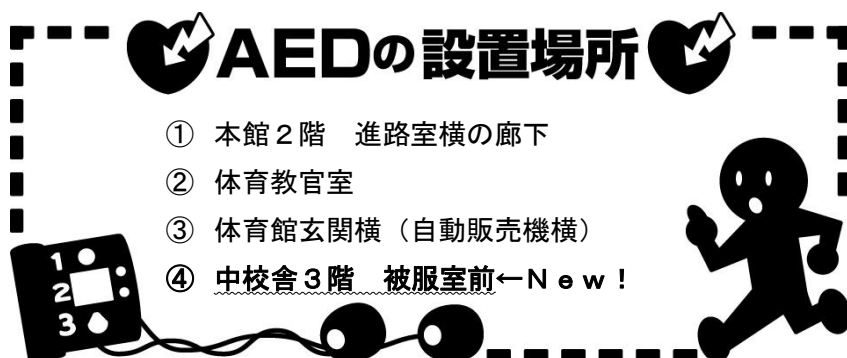 AEDの設置場所
① 本館２階　進路室横の廊下
② 体育教官室
③ 体育館玄関横（自動販売機横）
④ 中校舎３階　被服室前←Ｎｅｗ！
1
2
3